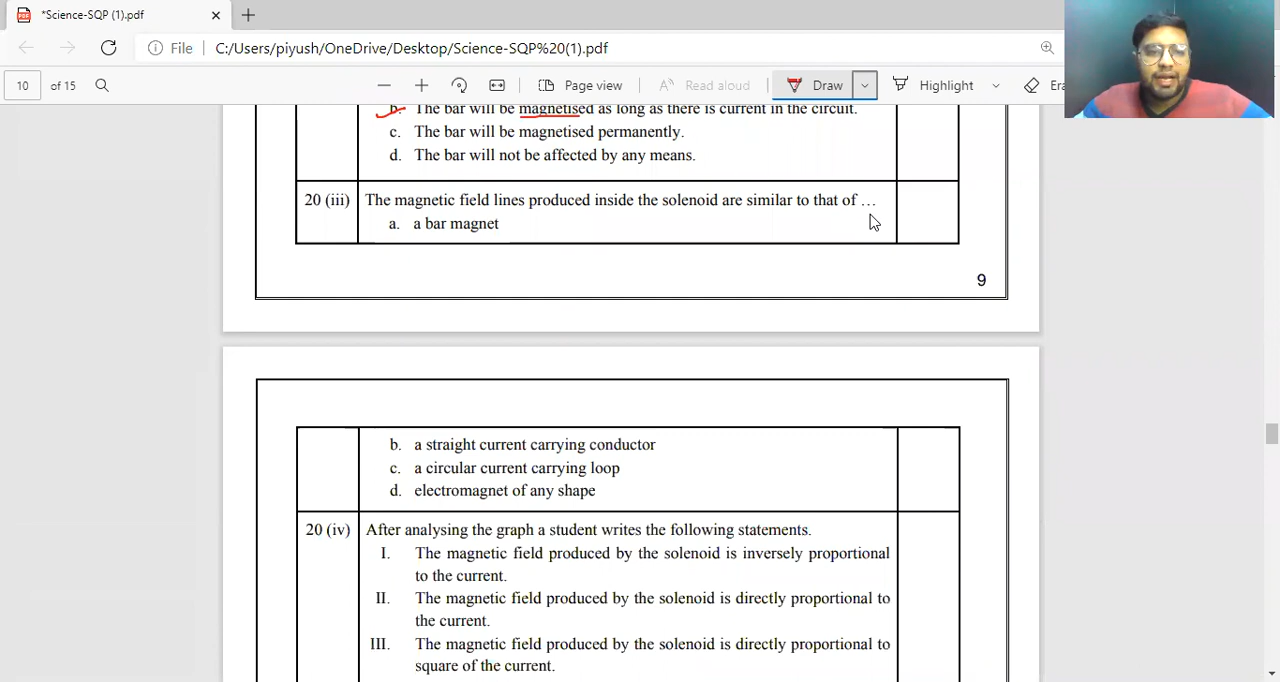 *Science-SQP (1).pdf
File C:/Users/piyush/OneDrive/Desktop/Science-SQP%20(1).pdf
10 of 15 Page view Read aloud Draw Highlight Era
b. The bar will be magnetised as long as there is current in the circuit.
c. The bar will be magnetised permanently.
d. The bar will not be affected by any means.
20 (iii) The magnetic field lines produced inside the solenoid are similar to that of …
a. a bar magnet
9
b. a straight current carrying conductor
c. a circular current carrying loop
d. electromagnet of any shape
20 (iv) After analysing the graph a student writes the following statements.
I. The magnetic field produced by the solenoid is inversely proportional
to the current.
II. The magnetic field produced by the solenoid is directly proportional to
the current.
III. The magnetic field produced by the solenoid is directly proportional to
square of the current.